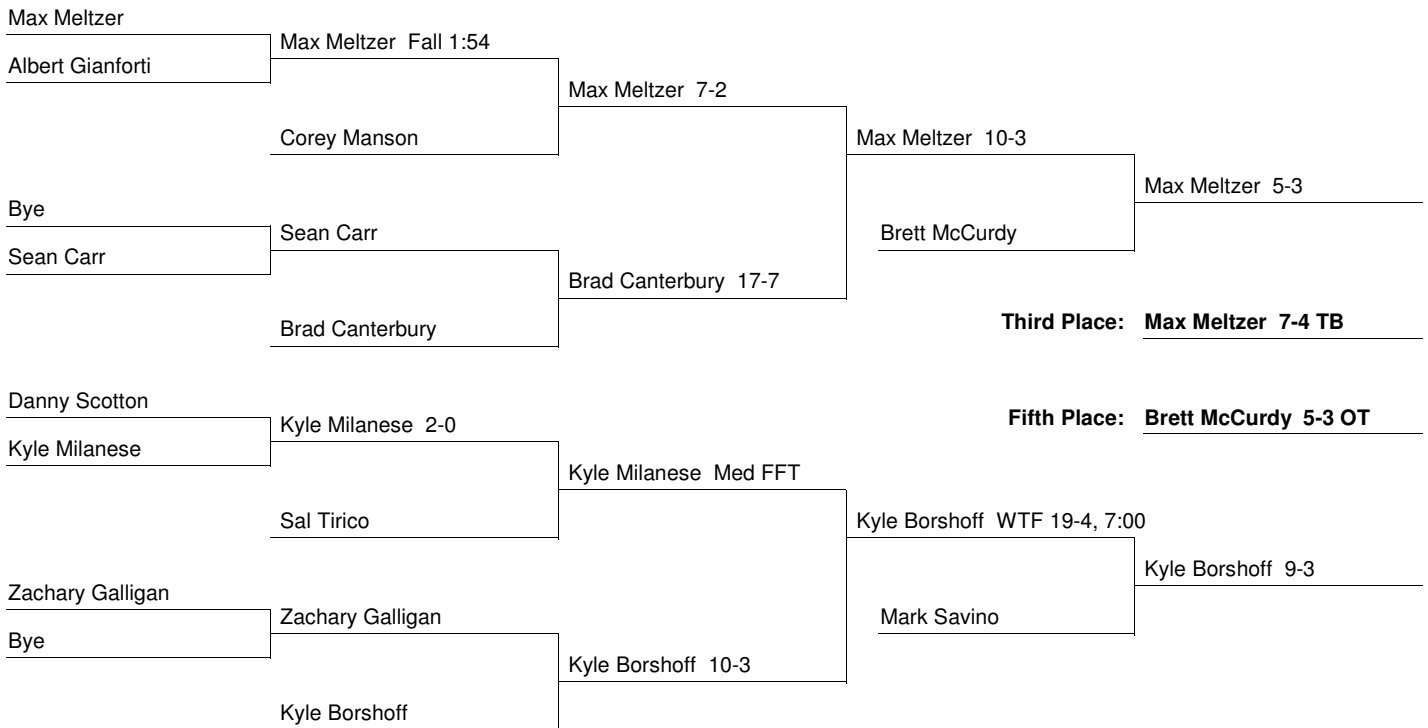 Max Meltzer
Max Meltzer  Fall 1:54
Albert Gianforti
Max Meltzer  7-2
Corey Manson
Max Meltzer  10-3
Max Meltzer  5-3
Bye
Sean Carr
Brett McCurdy
Sean Carr
Brad Canterbury  17-7
Brad Canterbury
Third Place:  Max Meltzer  7-4 TB
Danny Scotton
Kyle Milanese  2-0
Fifth Place:  Brett McCurdy  5-3 OT
Kyle Milanese
Kyle Milanese  Med FFT
Sal Tirico
Kyle Borshoff  WTF 19-4, 7:00
Kyle Borshoff  9-3
Zachary Galligan
Zachary Galligan
Mark Savino
Bye
Kyle Borshoff  10-3
Kyle Borshoff